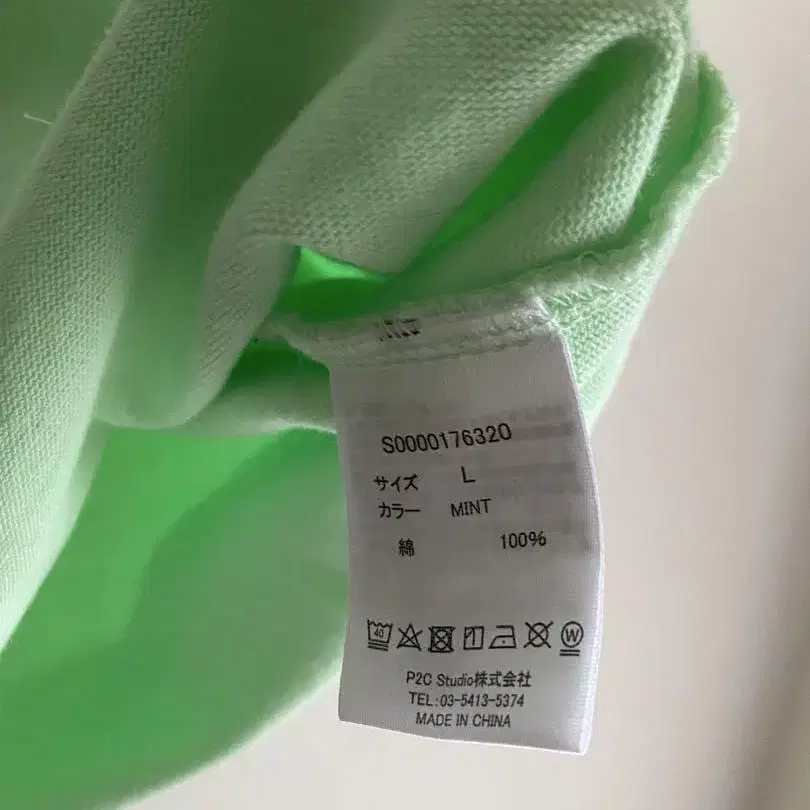 S0000176320
サイズ L
カラー MINT
綿 100%
40 W
P2C Studio株式会社
TEL:03-5413-5374
MADE IN CHINA